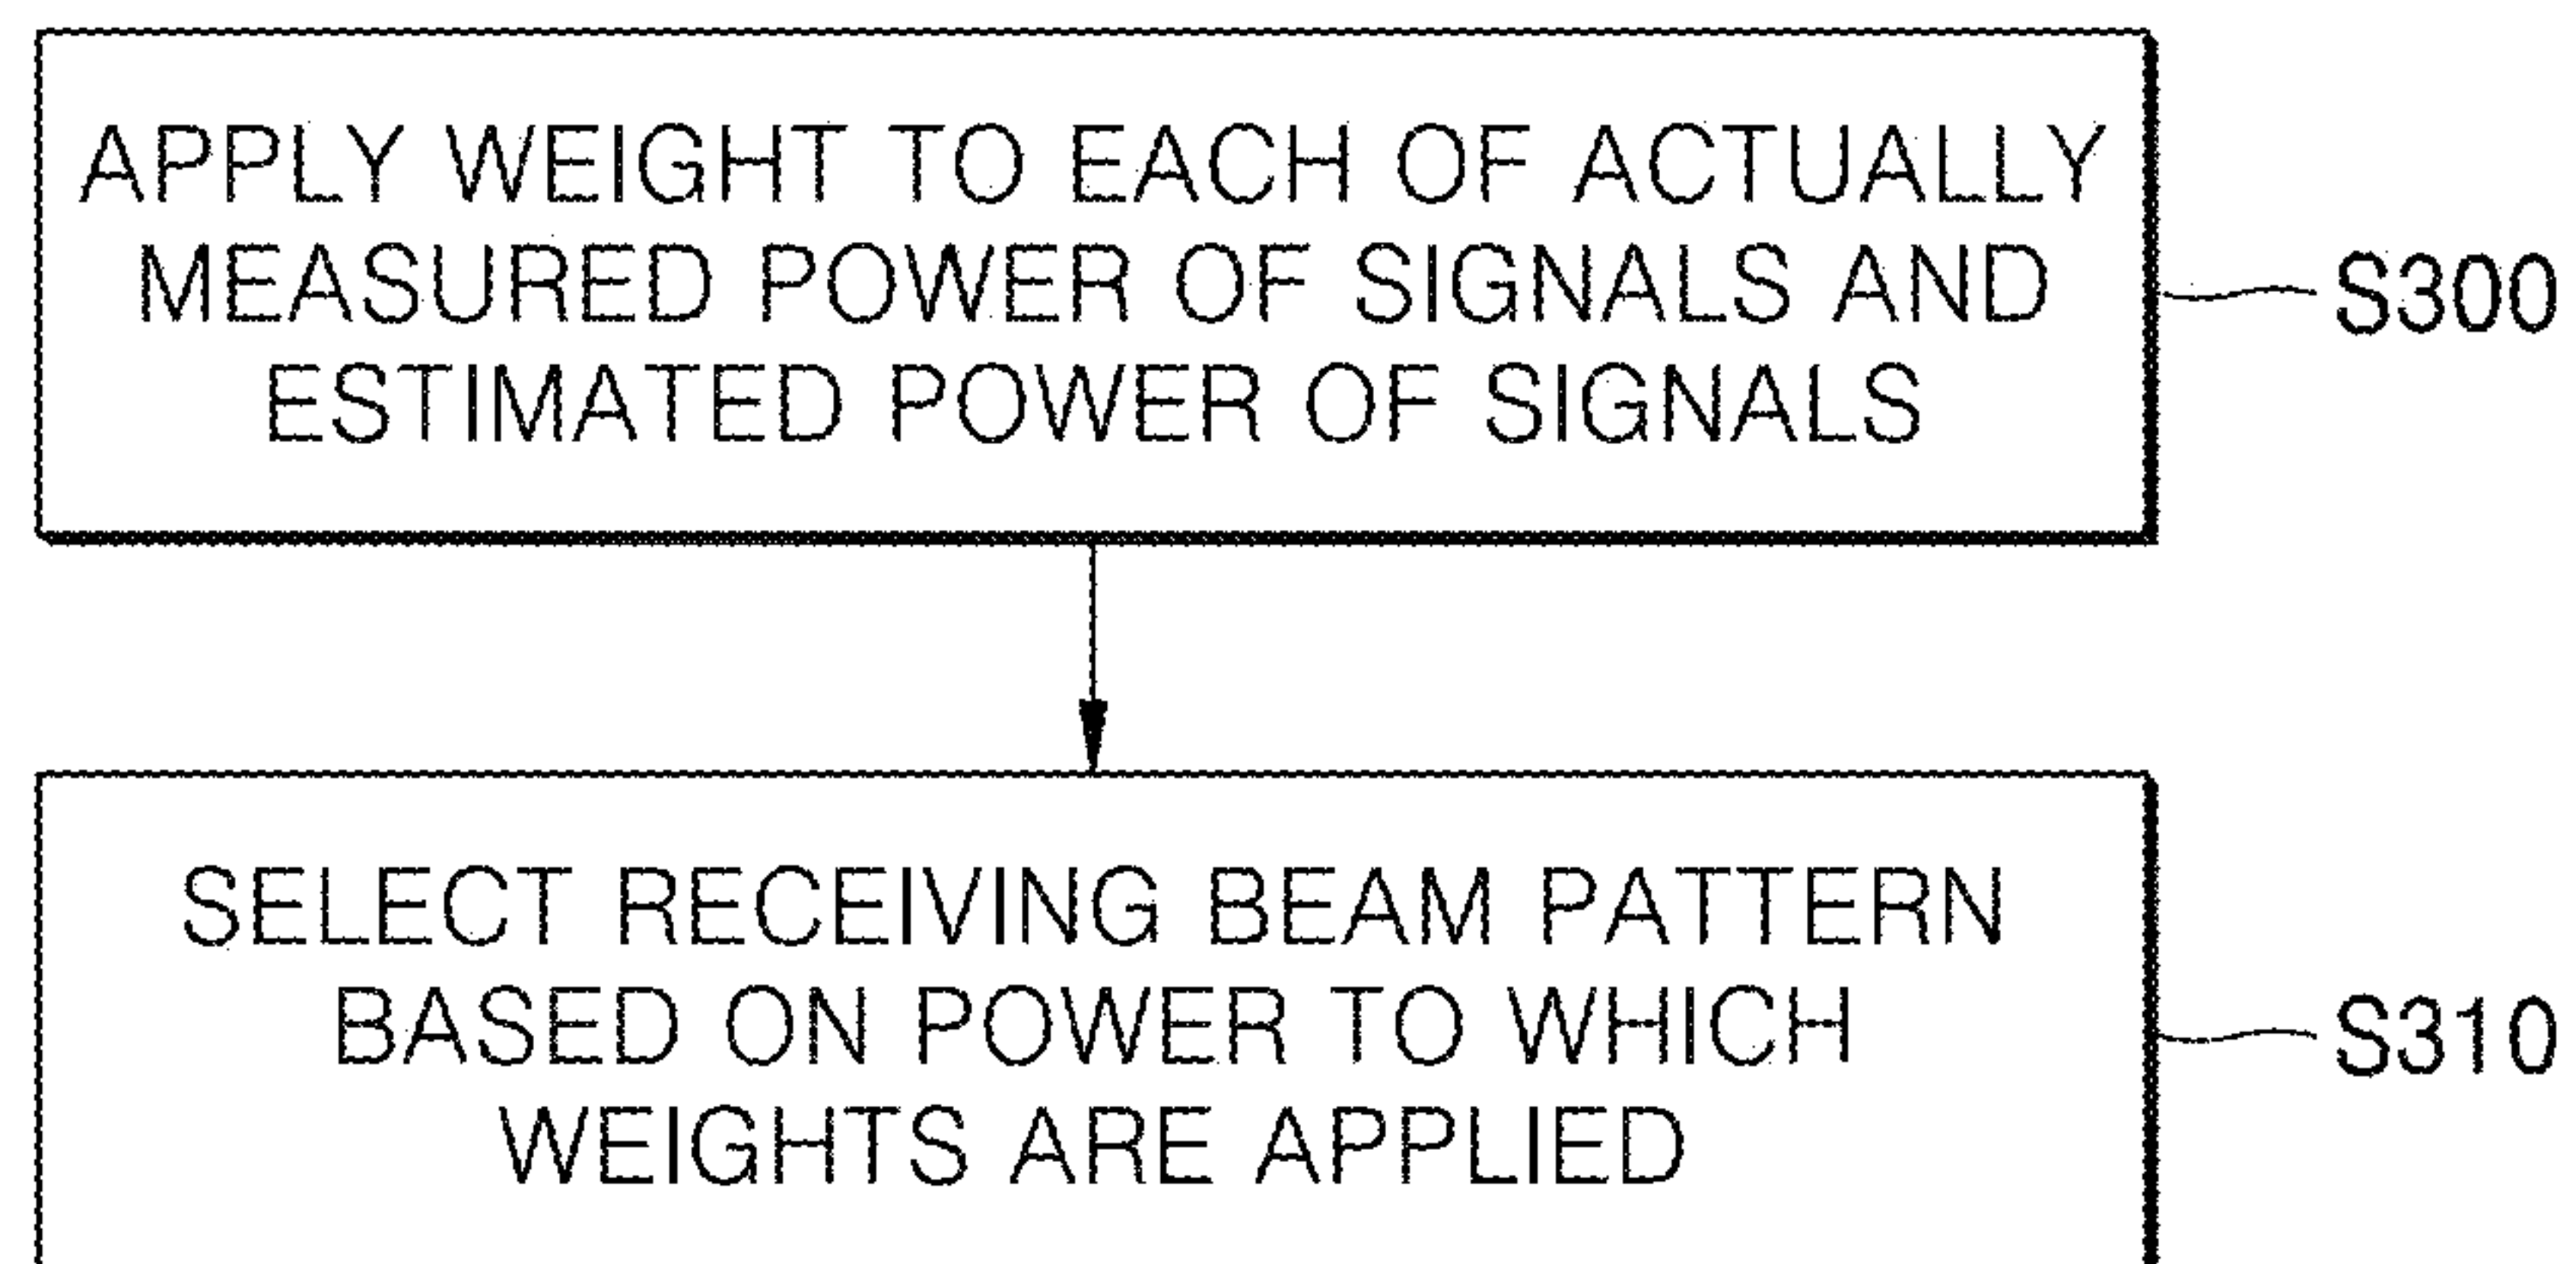 APPLY WEIGHT TO EACH OF ACTUALLY
MEASURED POWER OF SIGNALS AND
ESTIMATED POWER OF SIGNALS
S300
SELECT RECEIVING BEAM PATTERN
BASED ON POWER TO WHICH
WEIGHTS ARE APPLIED
S310